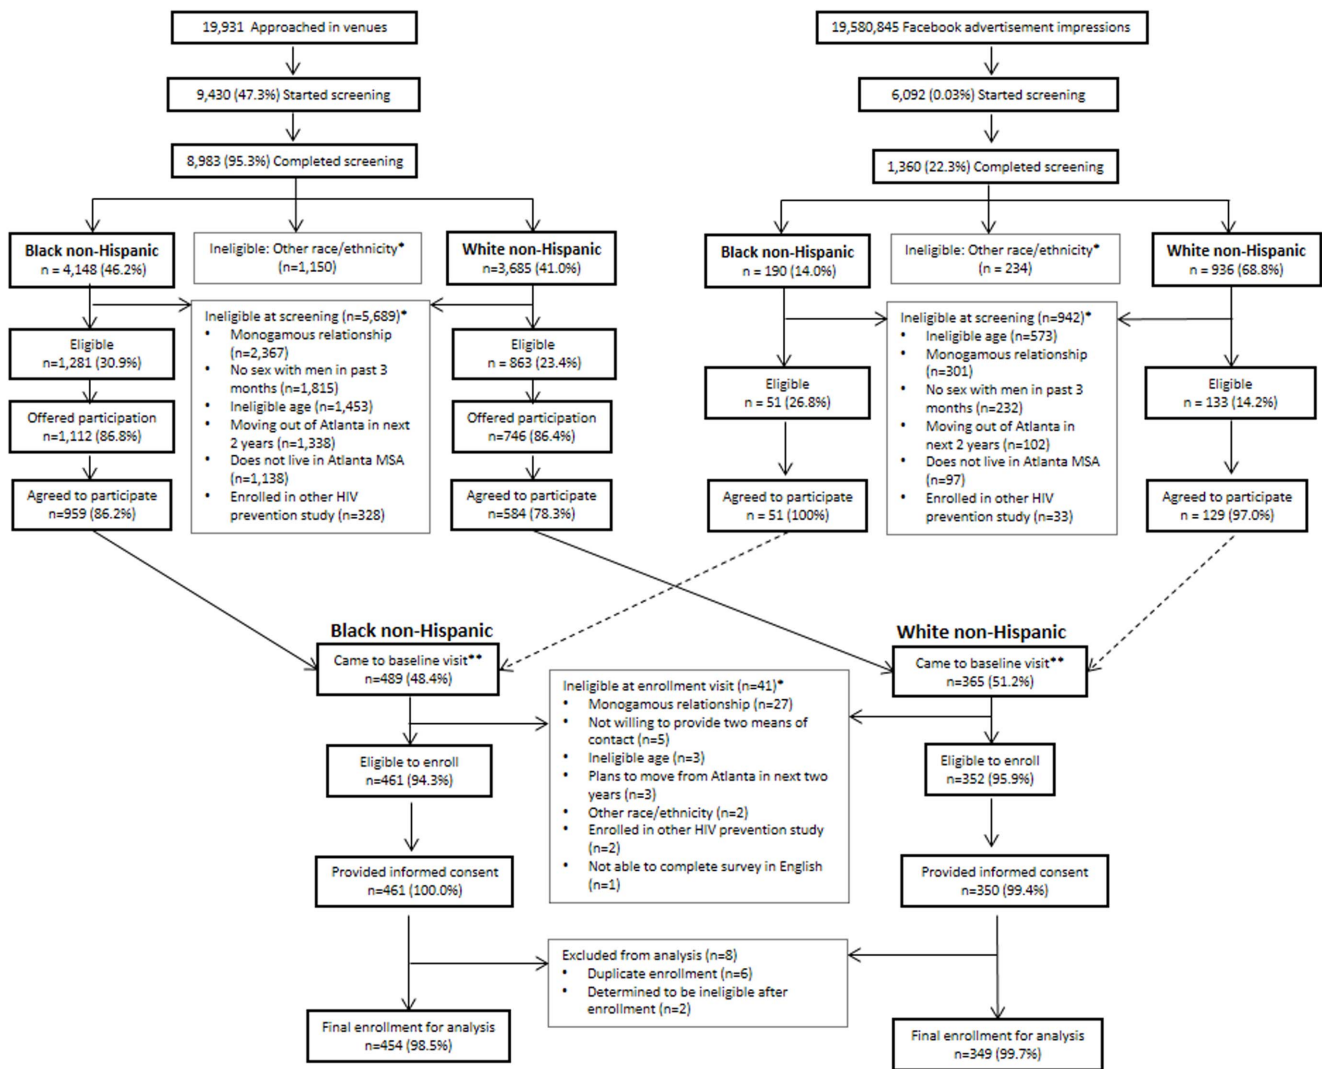 19,931 Approached in venues
19,580,845 Facebook advertisement impressions
9,430 (47.3%) Started screening
6,092 (0.03%) Started screening
8,983 (95.3%) Completed screening
1,360 (22.3%) Completed screening
Black non-Hispanic
n = 4,148 (46.2%)
Ineligible: Other race/ethnicity*
(n=1,150)
White non-Hispanic
n=3,685 (41.0%)
Black non-Hispanic
n = 190 (14.0%)
Ineligible: Other race/ethnicity*
(n = 234)
White non-Hispanic
n = 936 (68.8%)
Eligible
n=1,281 (30.9%)
Offered participation
n=1,112 (86.8%)
Agreed to participate
n=959 (86.2%)
Ineligible at screening (n=5,689)*
• Monogamous relationship
(n=2,367)
• No sex with men in past 3
months (n=1,815)
• Ineligible age (n=1,453)
• Moving out of Atlanta in next
2 years (n=1,338)
• Does not live in Atlanta MSA
(n=1,138)
• Enrolled in other HIV
prevention study (n=328)
Eligible
n = 863 (23.4%)
Offered participation
n=746 (86.4%)
Agreed to participate
n=584 (78.3%)
Eligible
n = 51 (26.8%)
Agreed to participate
n = 51 (100%)
Ineligible at screening (n=942)*
• Ineligible age (n=573)
• Monogamous relationship
(n=301)
• No sex with men in past 3
months (n=232)
• Moving out of Atlanta in
next 2 years (n=102)
• Does not live in Atlanta MSA
(n=97)
• Enrolled in other HIV
prevention study (n=33)
Eligible
n = 133 (14.2%)
Agreed to participate
n = 129 (97.0%)
Black non-Hispanic
Came to baseline visit**
n=489 (48.4%)
Eligible to enroll
n=461 (94.3%)
Provided informed consent
n=461 (100.0%)
Final enrollment for analysis
n=454 (98.5%)
Ineligible at enrollment visit (n=41)*
• Monogamous relationship (n=27)
• Not willing to provide two means of
contact (n=5)
• Ineligible age (n=3)
• Plans to move from Atlanta in next two
years (n=3)
• Other race/ethnicity (n=2)
• Enrolled in other HIV prevention study
(n=2)
• Not able to complete survey in English
(n=1)
Excluded from analysis (n=8)
• Duplicate enrollment (n=6)
• Determined to be ineligible after
enrollment (n=2)
White non-Hispanic
Came to baseline visit**
n=365 (51.2%)
Eligible to enroll
n=352 (95.9%)
Provided informed consent
n=350 (99.4%)
Final enrollment for analysis
n=349 (99.7%)